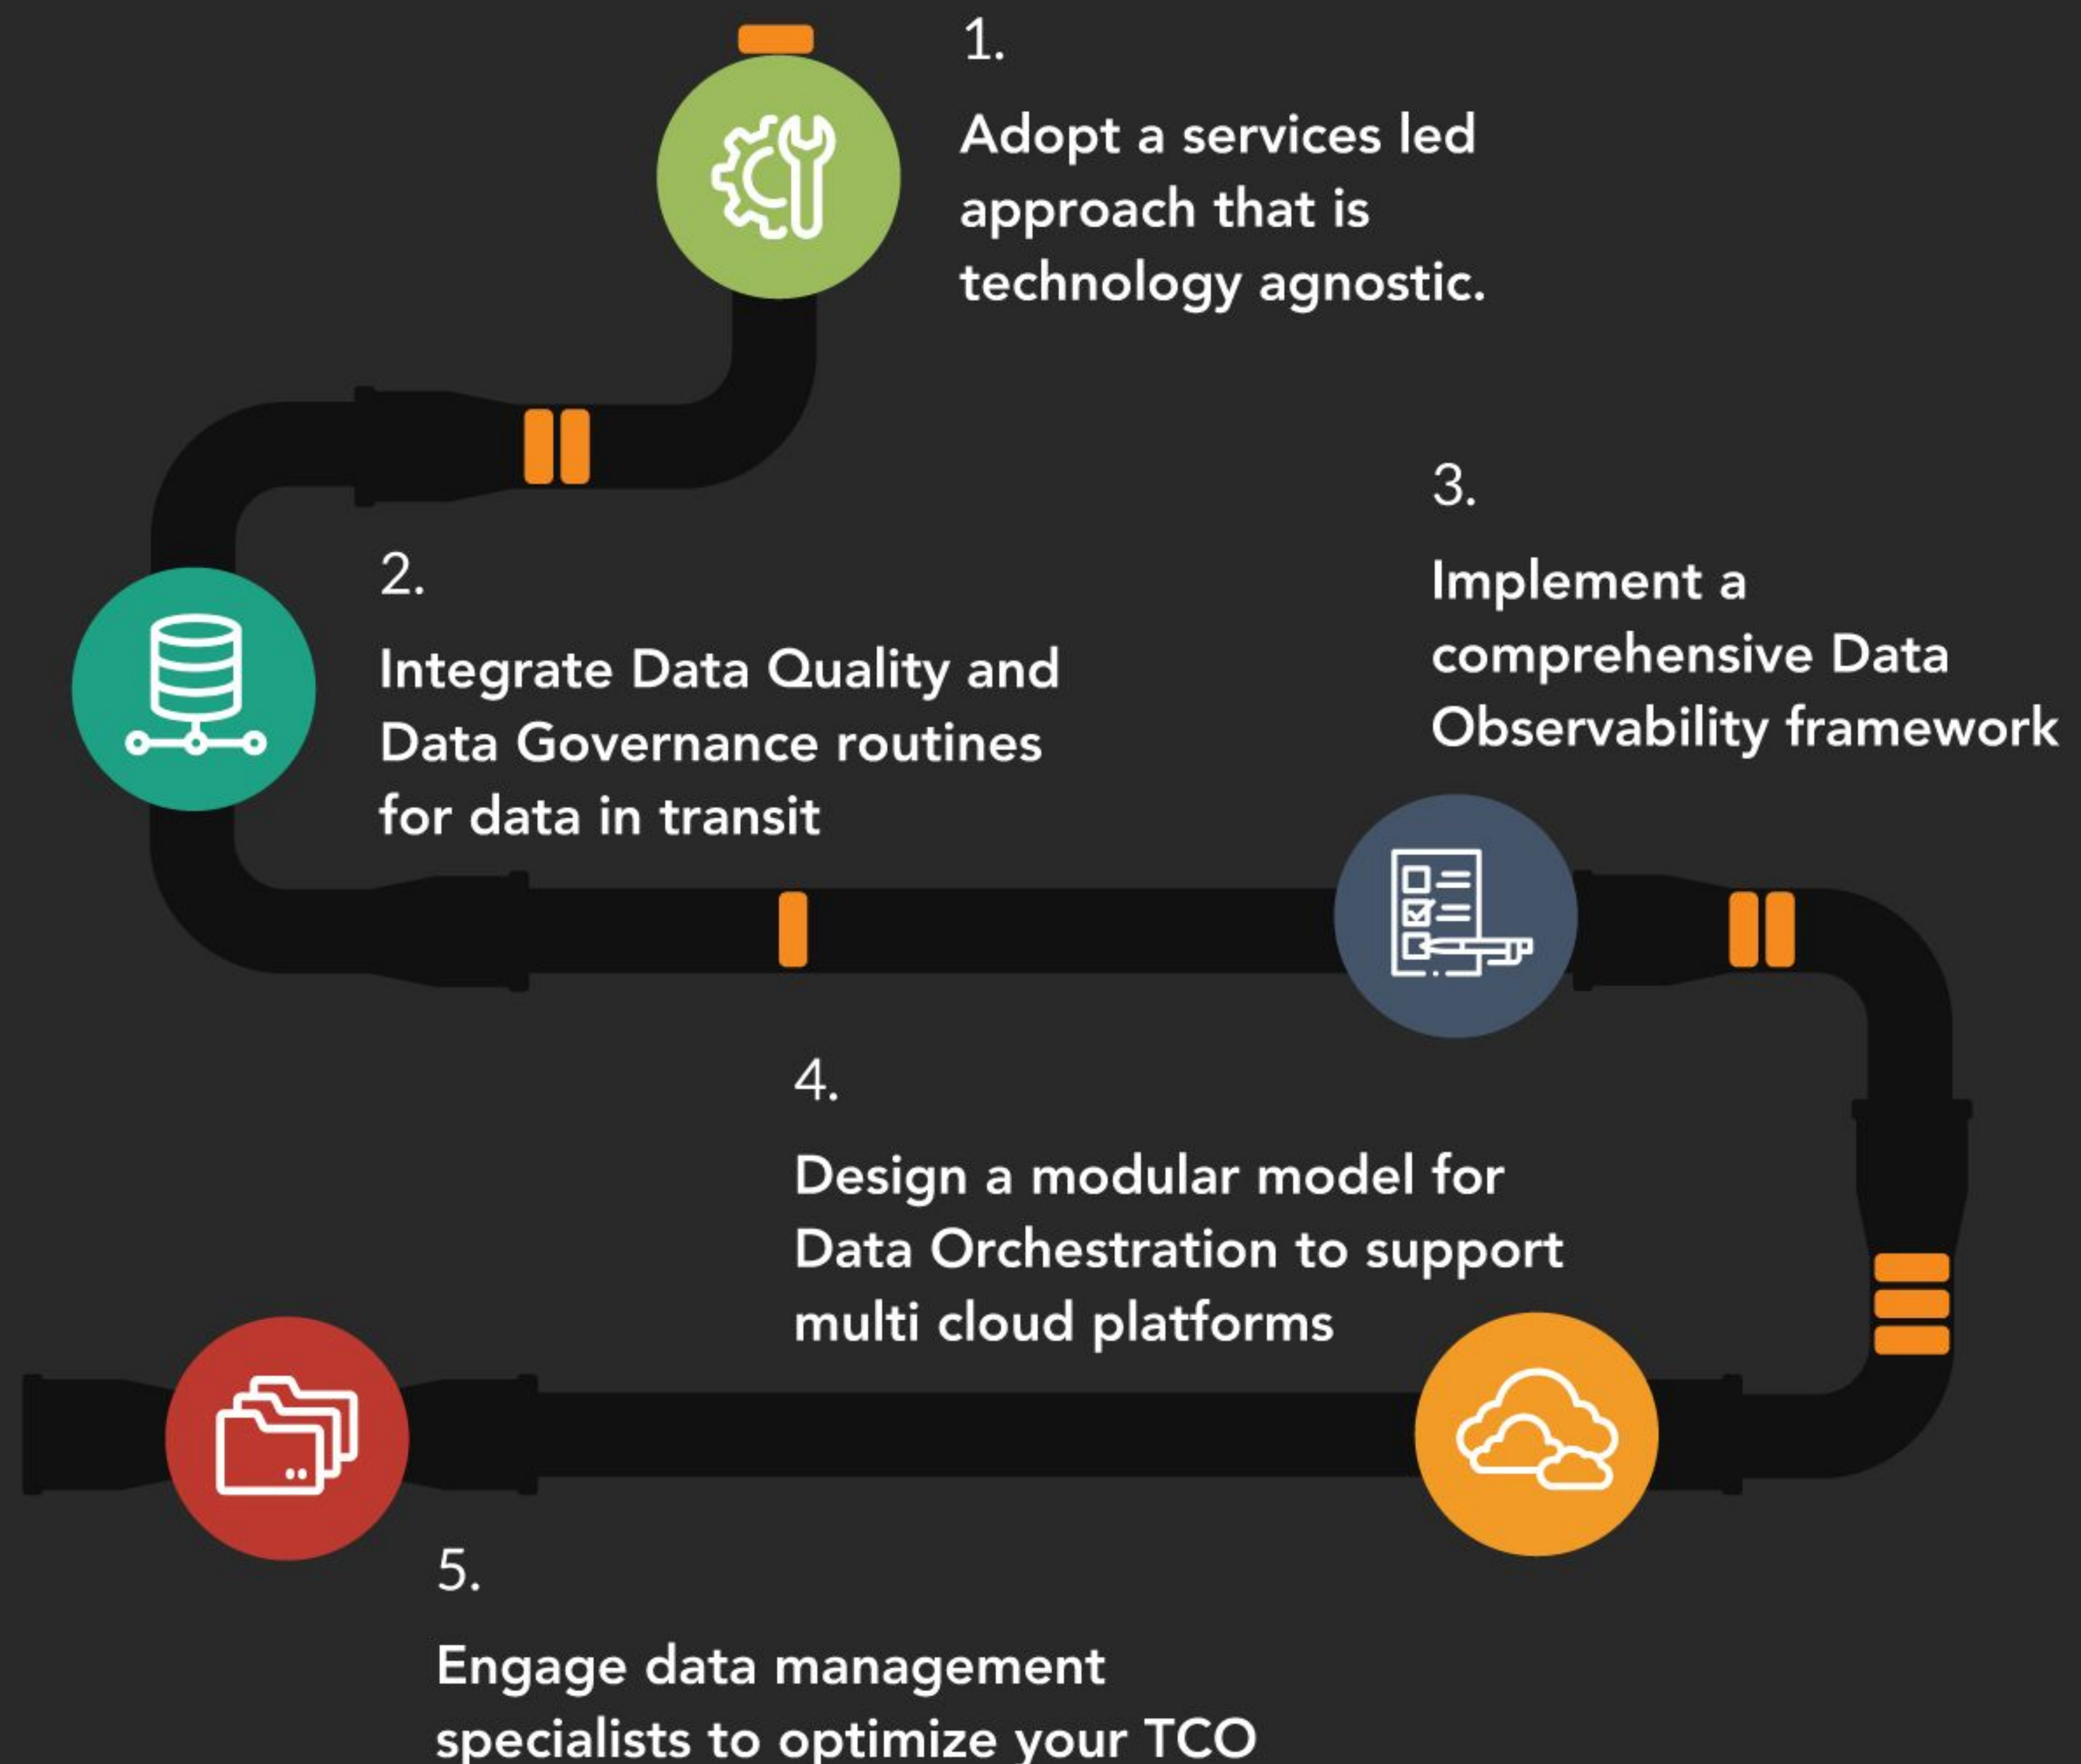 1.
Adopt a services led
approach that is
technology agnostic.
2.
Integrate Data Quality and
Data Governance routines
for data in transit
3.
Implement a
comprehensive Data
Observability framework
4.
Design a modular model for
Data Orchestration to support
multi cloud platforms
5.
Engage data management
specialists to optimize your TCO